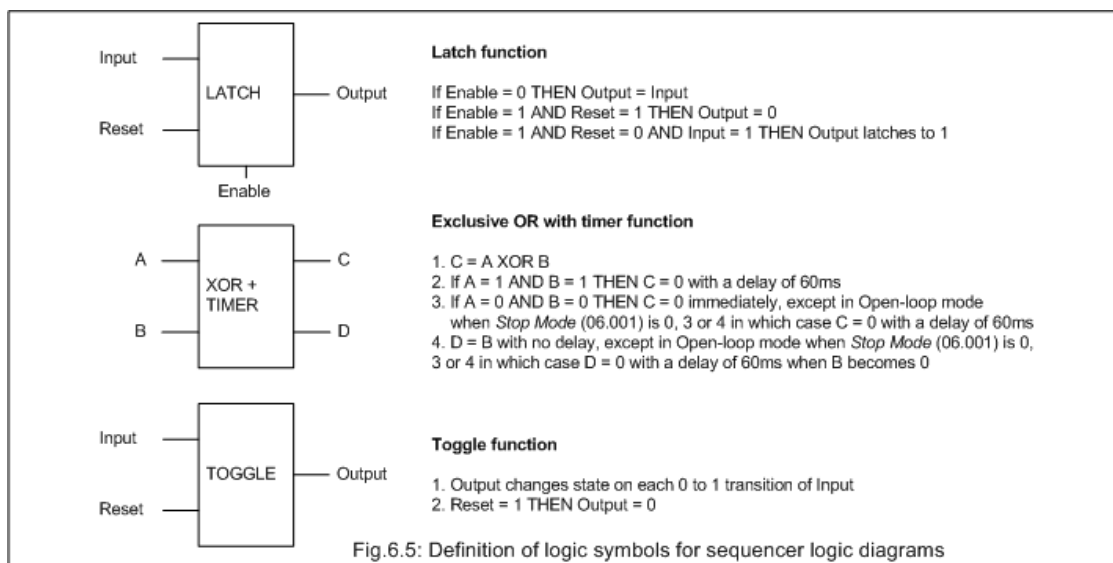 Input
Reset
LATCH
Output
Enable
Latch function
If Enable = 0 THEN Output = Input
If Enable = 1 AND Reset = 1 THEN Output = 0
If Enable = 1 AND Reset = 0 AND Input = 1 THEN Output latches to 1
A
B
XOR +
TIMER
C
D
Exclusive OR with timer function
1. C = A XOR B
2. If A = 1 AND B = 1 THEN C = 0 with a delay of 60ms
3. If A = 0 AND B = 0 THEN C = 0 immediately, except in Open-loop mode
when Stop Mode (06.001) is 0, 3 or 4 in which case C = 0 with a delay of 60ms
4. D = B with no delay, except in Open-loop mode when Stop Mode (06.001) is 0,
3 or 4 in which case D = 0 with a delay of 60ms when B becomes 0
Input
Reset
TOGGLE
Output
Toggle function
1. Output changes state on each 0 to 1 transition of Input
2. Reset = 1 THEN Output = 0
Fig.6.5: Definition of logic symbols for sequencer logic diagrams